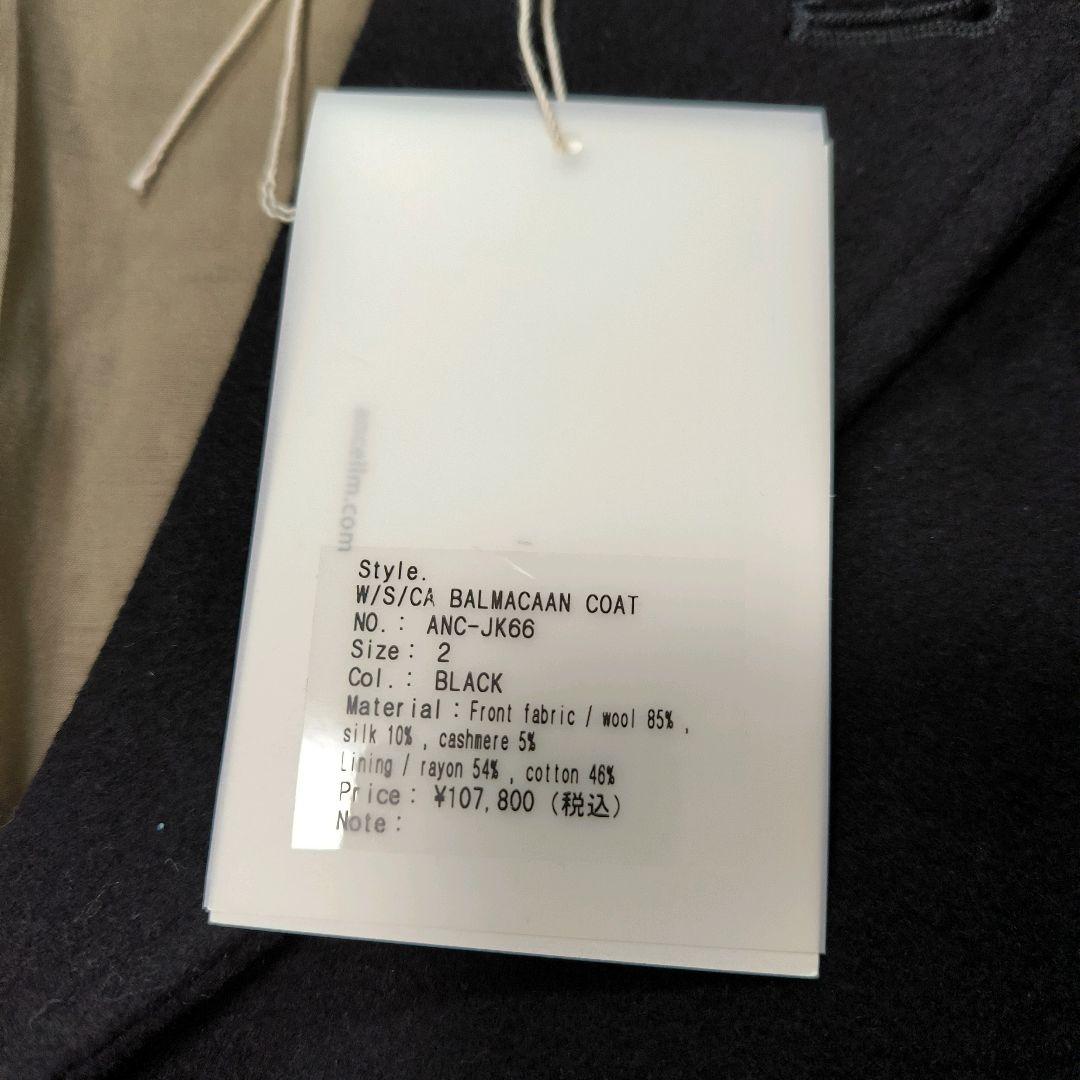 ancellm.com
Style.
W/S/CA BALMACAAN COAT
NO.： ANC-JK66
Size： 2
Col.： BLACK
Material：Front fabric / wool 85% ,
silk 10% , cashmere 5%
Lining / rayon 54% , cotton 46%
Price： ¥107,800 (税込)
Note：